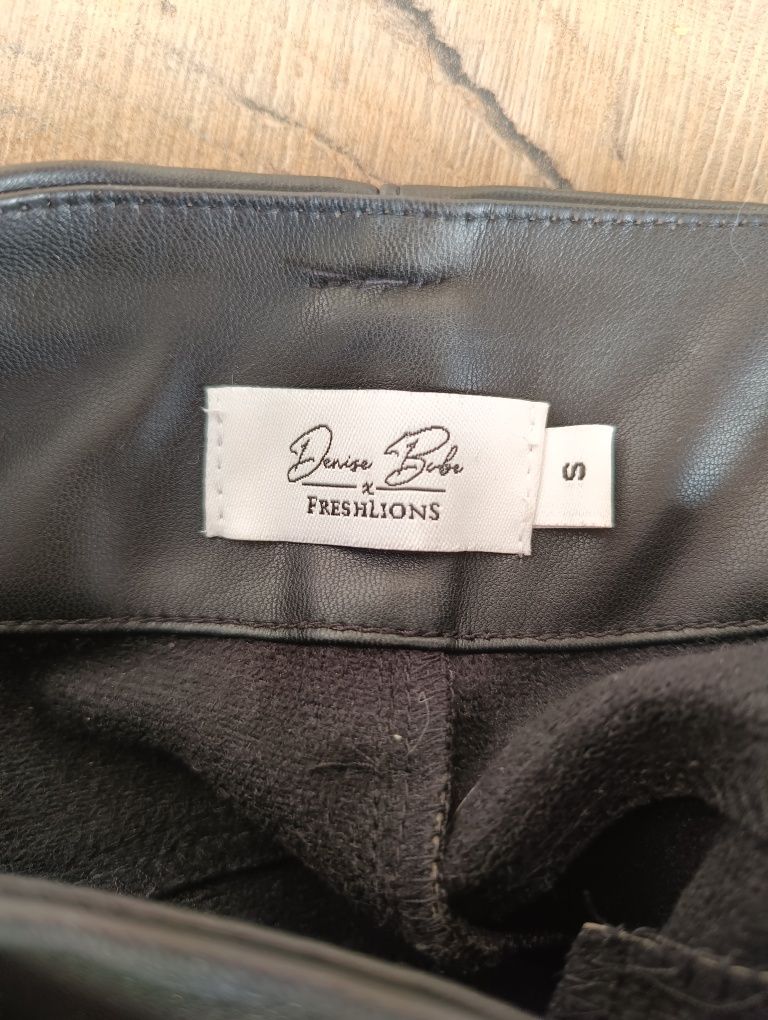 Denise Bobe
x
FRESHLIONS
S